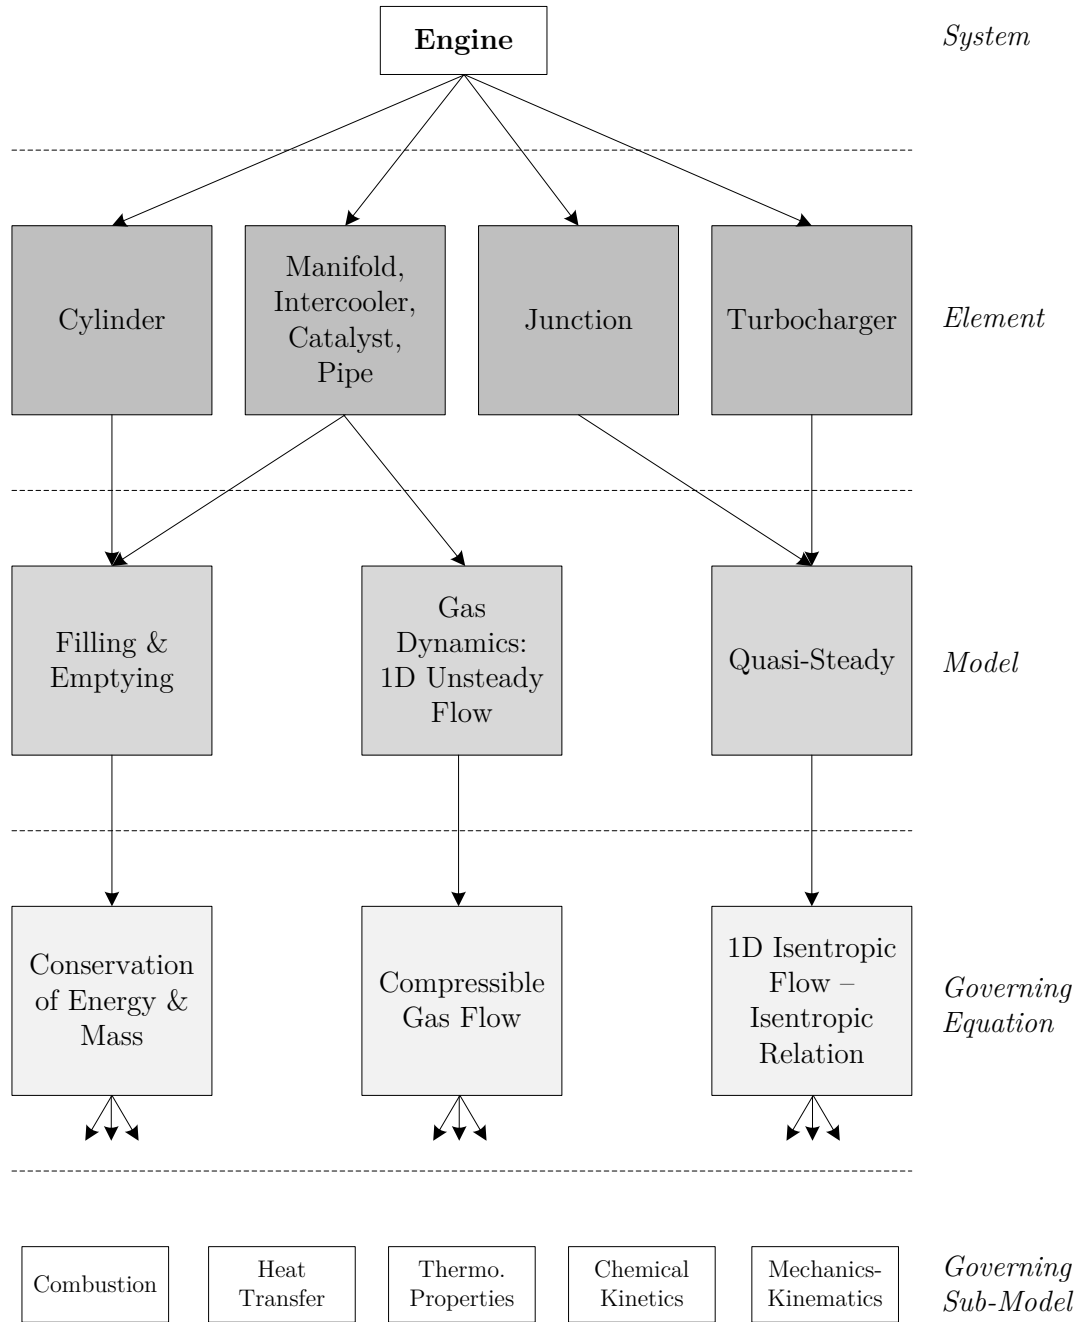 Engine
System
Cylinder
Manifold,
Intercooler,
Catalyst,
Pipe
Junction
Turbocharger
Element
Filling &
Emptying
Gas
Dynamics:
1D Unsteady
Flow
Quasi-Steady
Model
Conservation
of Energy &
Mass
Compressible
Gas Flow
1D Isentropic
Flow –
Isentropic
Relation
Governing
Equation
Combustion
Heat
Transfer
Thermo.
Properties
Chemical
Kinetics
Mechanics-
Kinematics
Governing
Sub-Model